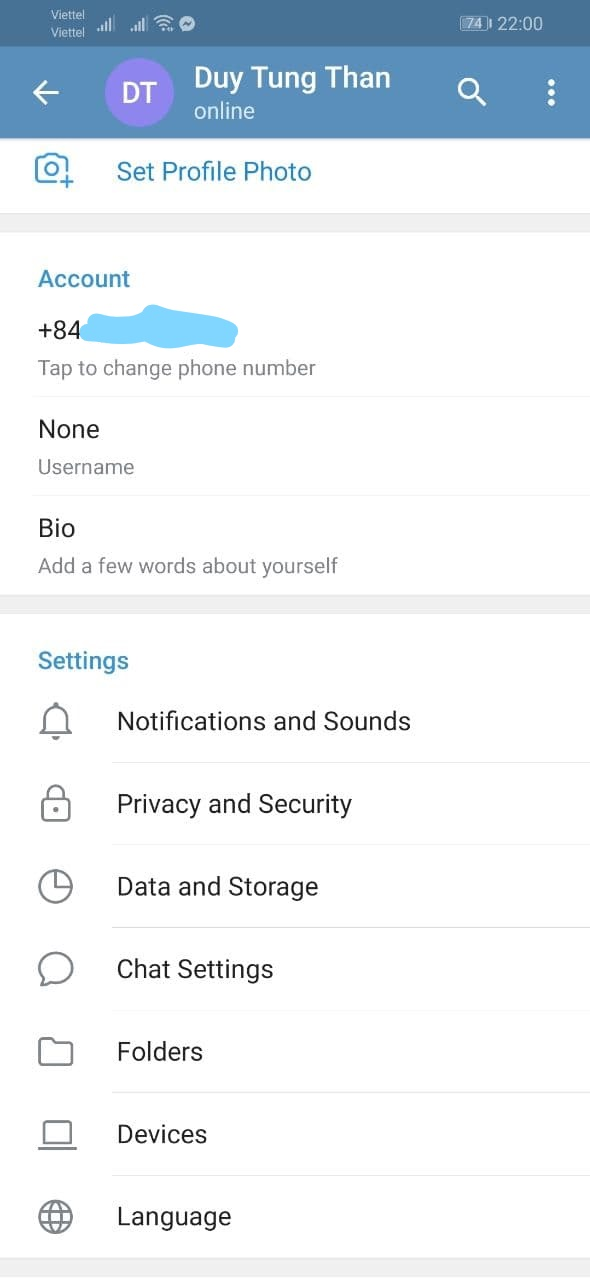 Viettel
Viettel
74 22:00
DT
Duy Tung Than
online
Set Profile Photo
Account
+84
Tap to change phone number
None
Username
Bio
Add a few words about yourself
Settings
Notifications and Sounds
Privacy and Security
Data and Storage
Chat Settings
Folders
Devices
Language